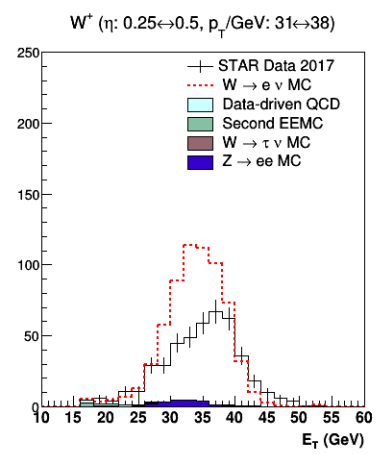 W⁺ (η: 0.25↔0.5, p_T/GeV: 31↔38)
250
200
150
100
50
0
STAR Data 2017
W → e ν MC
Data-driven QCD
Second EEMC
W → τ ν MC
Z → ee MC
10 15 20 25 30 35 40 45 50 55 60
E_T (GeV)